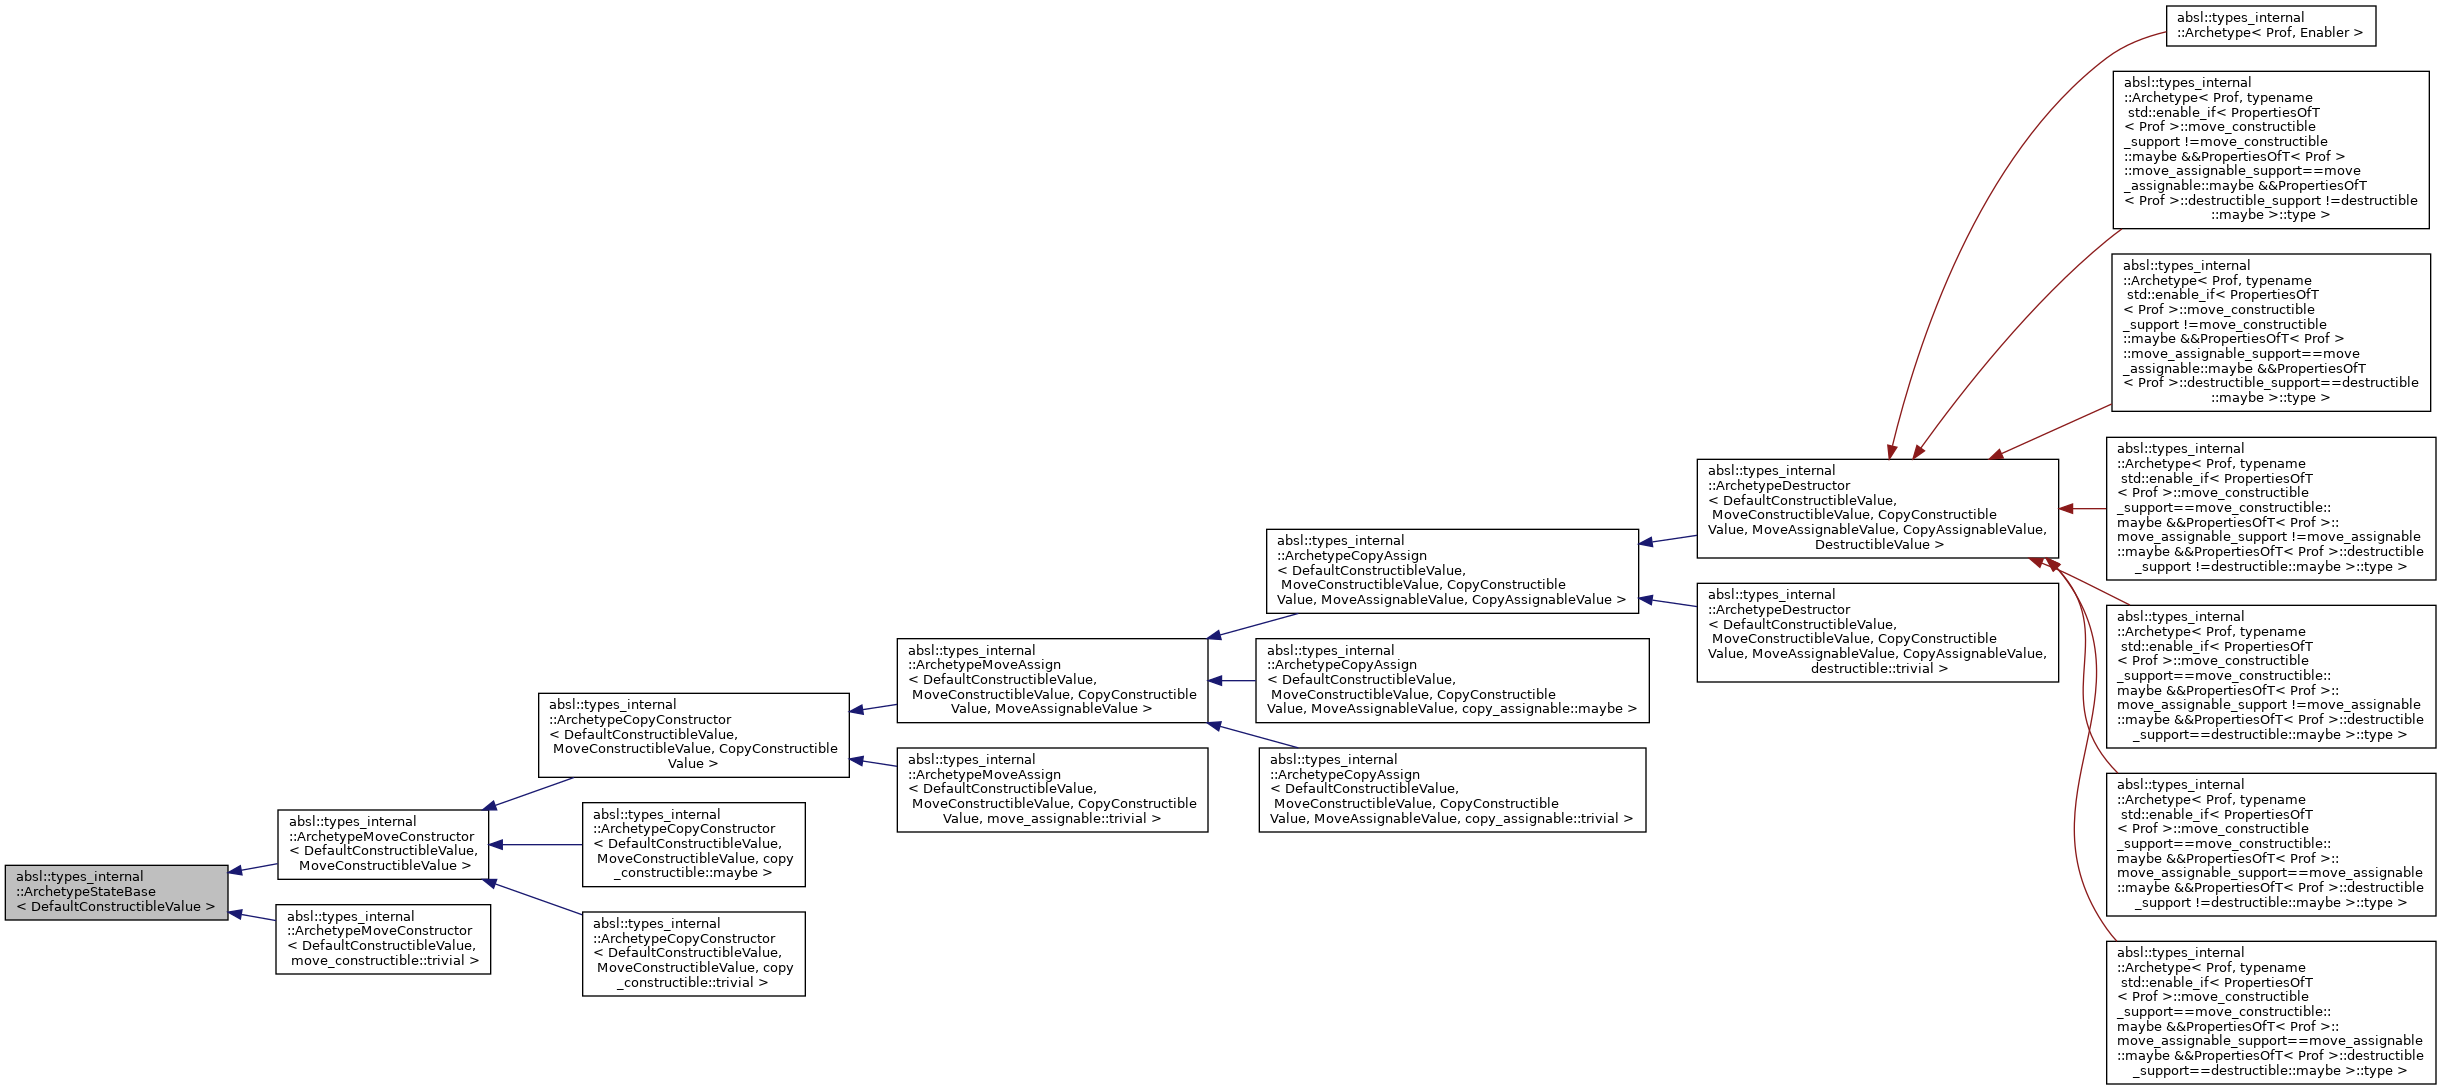 absl::types_internal
::ArchetypeStateBase
< DefaultConstructibleValue >
absl::types_internal
::ArchetypeMoveConstructor
< DefaultConstructibleValue,
MoveConstructibleValue >
absl::types_internal
::ArchetypeMoveConstructor
< DefaultConstructibleValue,
move_constructible::trivial >
absl::types_internal
::ArchetypeCopyConstructor
< DefaultConstructibleValue,
MoveConstructibleValue, CopyConstructible
Value >
absl::types_internal
::ArchetypeCopyConstructor
< DefaultConstructibleValue,
MoveConstructibleValue, copy
_constructible::maybe >
absl::types_internal
::ArchetypeCopyConstructor
< DefaultConstructibleValue,
MoveConstructibleValue, copy
_constructible::trivial >
absl::types_internal
::ArchetypeMoveAssign
< DefaultConstructibleValue,
MoveConstructibleValue, CopyConstructible
Value, MoveAssignableValue >
absl::types_internal
::ArchetypeMoveAssign
< DefaultConstructibleValue,
MoveConstructibleValue, CopyConstructible
Value, move_assignable::trivial >
absl::types_internal
::ArchetypeCopyAssign
< DefaultConstructibleValue,
MoveConstructibleValue, CopyConstructible
Value, MoveAssignableValue, CopyAssignableValue >
absl::types_internal
::ArchetypeCopyAssign
< DefaultConstructibleValue,
MoveConstructibleValue, CopyConstructible
Value, MoveAssignableValue, copy_assignable::maybe >
absl::types_internal
::ArchetypeCopyAssign
< DefaultConstructibleValue,
MoveConstructibleValue, CopyConstructible
Value, MoveAssignableValue, copy_assignable::trivial >
absl::types_internal
::ArchetypeDestructor
< DefaultConstructibleValue,
MoveConstructibleValue, CopyConstructible
Value, MoveAssignableValue, CopyAssignableValue,
DestructibleValue >
absl::types_internal
::ArchetypeDestructor
< DefaultConstructibleValue,
MoveConstructibleValue, CopyConstructible
Value, MoveAssignableValue, CopyAssignableValue,
destructible::trivial >
absl::types_internal
::Archetype< Prof, Enabler >
absl::types_internal
::Archetype< Prof, typename
std::enable_if< PropertiesOfT
< Prof >::move_constructible
_support !=move_constructible
::maybe &&PropertiesOfT< Prof >
::move_assignable_support==move
_assignable::maybe &&PropertiesOfT
< Prof >::destructible_support !=destructible
::maybe >::type >
absl::types_internal
::Archetype< Prof, typename
std::enable_if< PropertiesOfT
< Prof >::move_constructible
_support !=move_constructible
::maybe &&PropertiesOfT< Prof >
::move_assignable_support==move
_assignable::maybe &&PropertiesOfT
< Prof >::destructible_support==destructible
::maybe >::type >
absl::types_internal
::Archetype< Prof, typename
std::enable_if< PropertiesOfT
< Prof >::move_constructible
_support==move_constructible::
maybe &&PropertiesOfT< Prof >::
move_assignable_support !=move_assignable
::maybe &&PropertiesOfT< Prof >::destructible
_support !=destructible::maybe >::type >
absl::types_internal
::Archetype< Prof, typename
std::enable_if< PropertiesOfT
< Prof >::move_constructible
_support==move_constructible::
maybe &&PropertiesOfT< Prof >::
move_assignable_support !=move_assignable
::maybe &&PropertiesOfT< Prof >::destructible
_support==destructible::maybe >::type >
absl::types_internal
::Archetype< Prof, typename
std::enable_if< PropertiesOfT
< Prof >::move_constructible
_support==move_constructible::
maybe &&PropertiesOfT< Prof >::
move_assignable_support==move_assignable
::maybe &&PropertiesOfT< Prof >::destructible
_support !=destructible::maybe >::type >
absl::types_internal
::Archetype< Prof, typename
std::enable_if< PropertiesOfT
< Prof >::move_constructible
_support==move_constructible::
maybe &&PropertiesOfT< Prof >::
move_assignable_support==move_assignable
::maybe &&PropertiesOfT< Prof >::destructible
_support==destructible::maybe >::type >